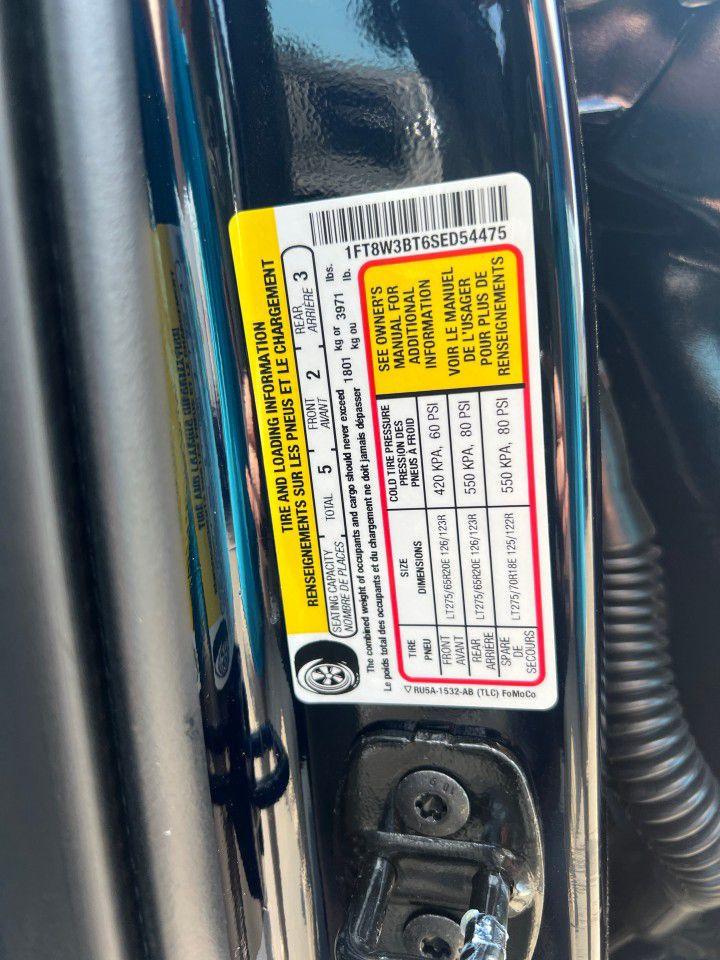 1FT8W3BT6SED54475
TIRE AND LOADING INFORMATION
RENSEIGNEMENTS SUR LES PNEUS ET LE CHARGEMENT
SEATING CAPACITY TOTAL 5 FRONT 2 REAR 3
NOMBRE DE PLACES AVANT ARRIÈRE
The combined weight of occupants and cargo should never exceed 1801 kg or 3971 lbs.
Le poids total des occupants et du chargement ne doit jamais dépasser 1801 kg ou 3971 lb.
TIRE SIZE COLD TIRE PRESSURE
PNEU DIMENSIONS PRESSION DES
PNEUS À FROID
FRONT LT275/65R20E 126/123R 420 KPA, 60 PSI
AVANT
REAR LT275/65R20E 126/123R 550 KPA, 80 PSI
ARRIÈRE
SPARE LT275/70R18E 125/122R 550 KPA, 80 PSI
DE
SECOURS
SEE OWNER'S
MANUAL FOR
ADDITIONAL
INFORMATION
VOIR LE MANUEL
DE L'USAGER
POUR PLUS DE
RENSEIGNEMENTS
RU5A-1532-AB (TLC) FoMoCo
10.9